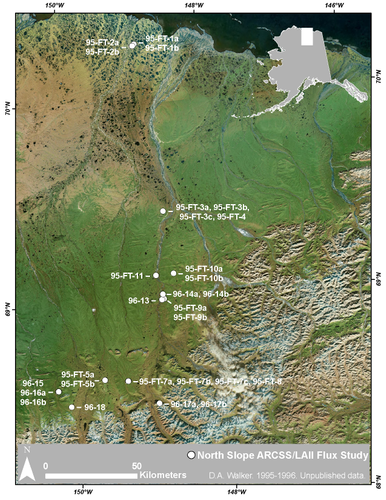 150°W
148°W
146°W
70°N
70°N
95-FT-2a
95-FT-2b
95-FT-1a
95-FT-1b
95-FT-3a, 95-FT-3b,
95-FT-3c, 95-FT-4
95-FT-11
95-FT-10a
95-FT-10b
96-14a, 96-14b
96-13
95-FT-9a
95-FT-9b
69°N
69°N
95-FT-5a
95-FT-5b
95-FT-7a, 95-FT-7b, 95-FT-7c, 95-FT-8
96-15
96-16a
96-16b
96-18
96-17a, 96-17b
North Slope ARCSS/LAII Flux Study
N
0
50
Kilometers
D.A. Walker. 1995-1996. Unpublished data.
150°W
148°W
68°N